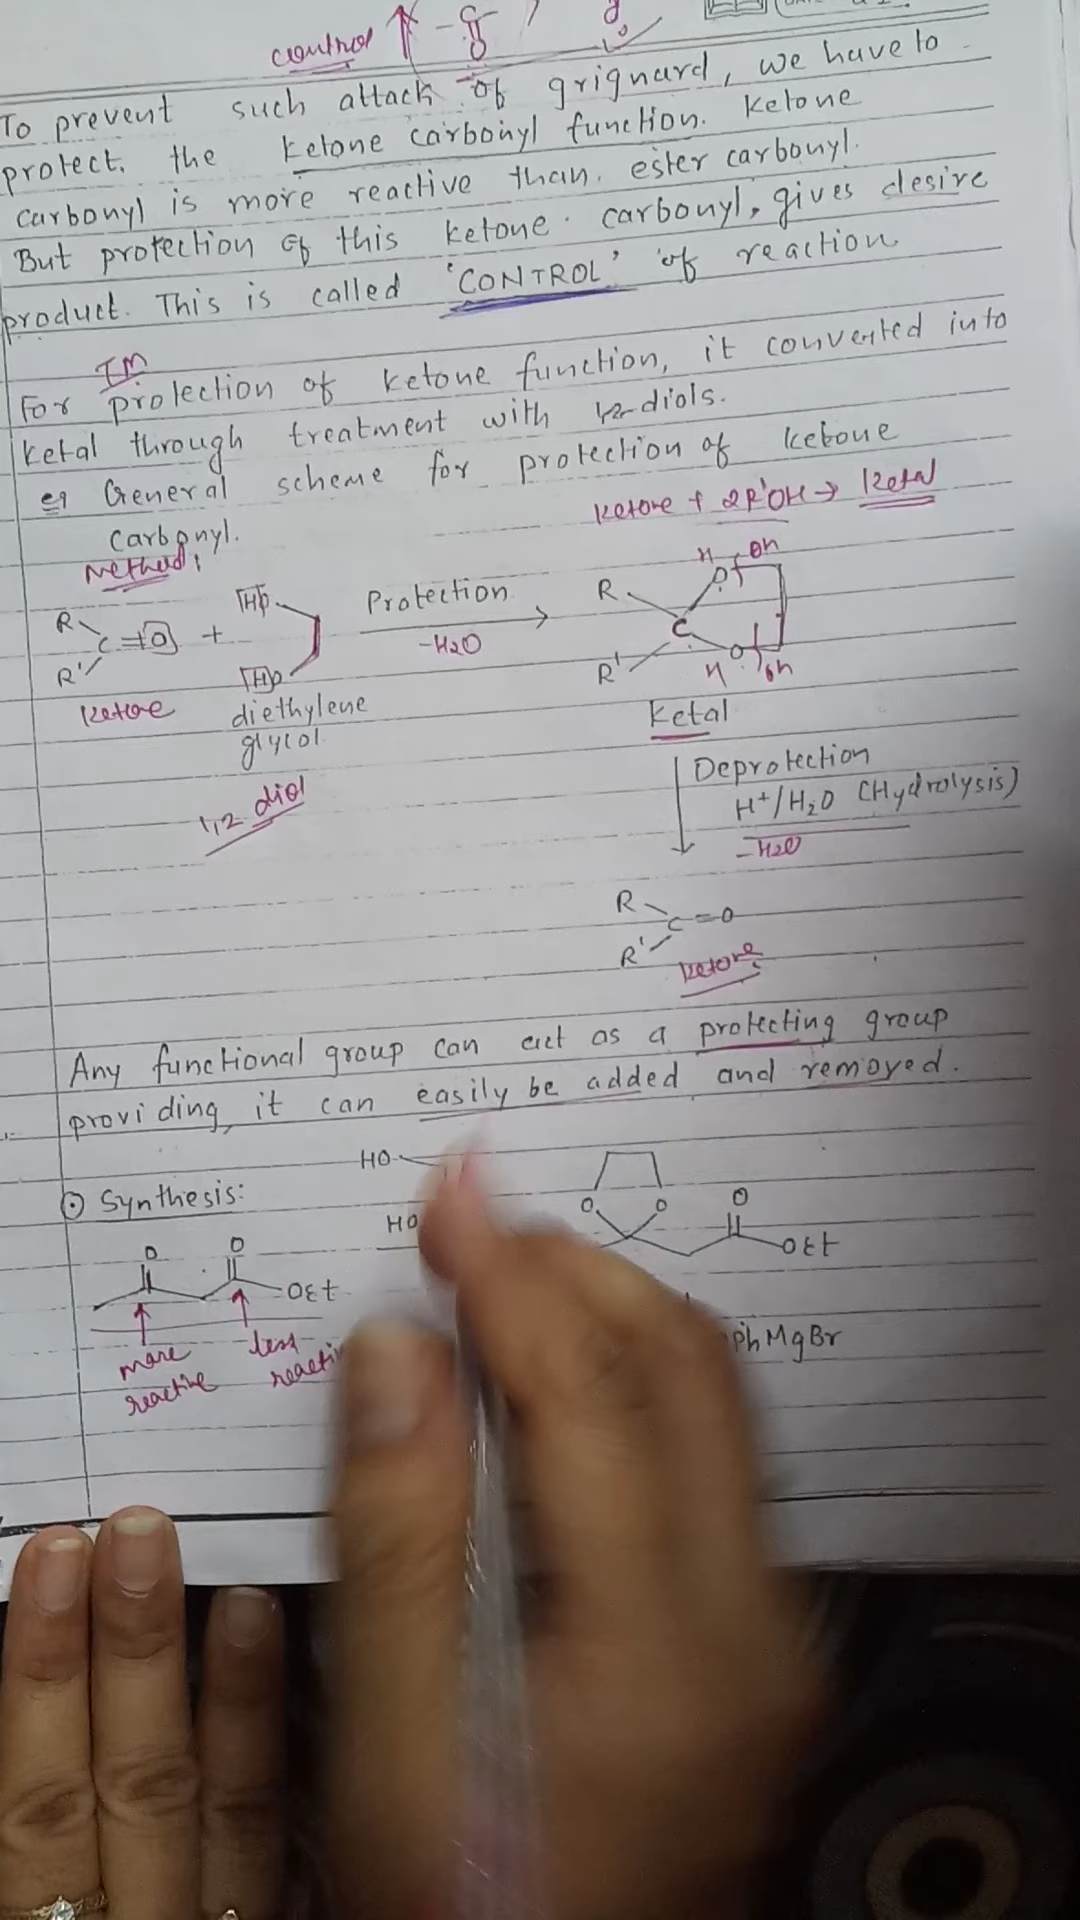 control
To prevent such attack of grignard, we have to
protect. the ketone carbonyl function. Ketone
carbonyl is more reactive than. ester carbonyl.
But protection of this ketone. carbonyl, gives desire
product. This is called 'CONTROL' of reaction
TM
For protection of ketone function, it converted into
ketal through treatment with 1,2-diols.
eg General scheme for protection of ketone
carbonyl.
Ketone + 2R'OH → Ketal
Method:
R
R'
C=O
+
[H]O
[H]O
Protection
-H2O
R
R'
C
O
O
H
OH
H
OH
Ketone
diethylene
glycol
1,2 diol
Ketal
Deprotection
H+/H2O (Hydrolysis)
-H2O
R
R'
C=O
Ketone
Any functional group can act as a protecting group
providing, it can easily be added and removed.
Synthesis:
HO
HO
O
O
OEt
O
O
O
OEt
more
reactive
less
PhMgBr